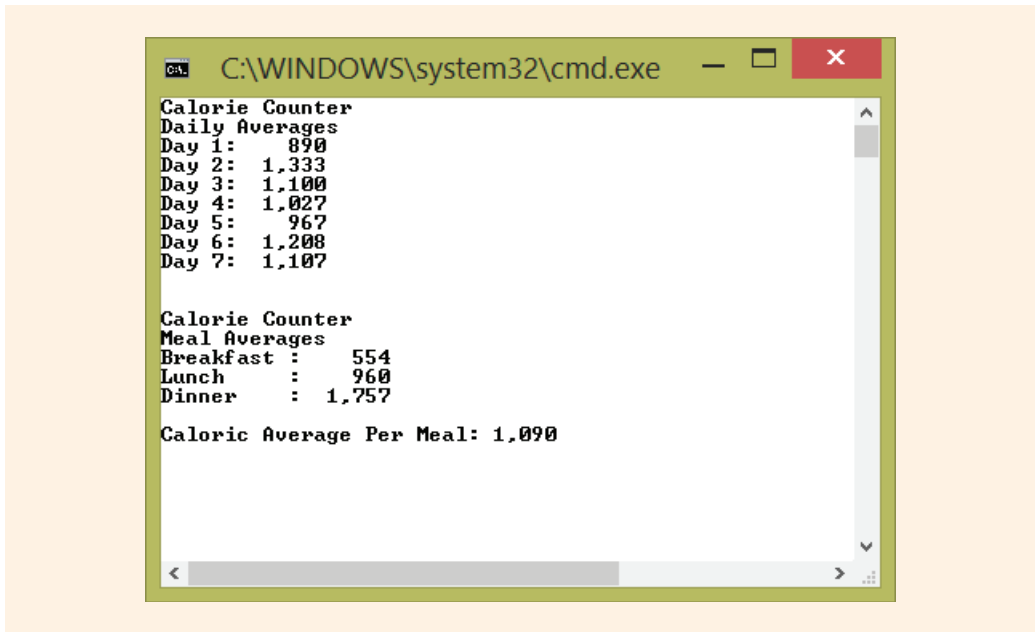 C:\WINDOWS\system32\cmd.exe
Calorie Counter
Daily Averages
Day 1:    890
Day 2:  1,333
Day 3:  1,100
Day 4:  1,027
Day 5:    967
Day 6:  1,208
Day 7:  1,107
Calorie Counter
Meal Averages
Breakfast :    554
Lunch     :    960
Dinner    :  1,757
Caloric Average Per Meal: 1,090